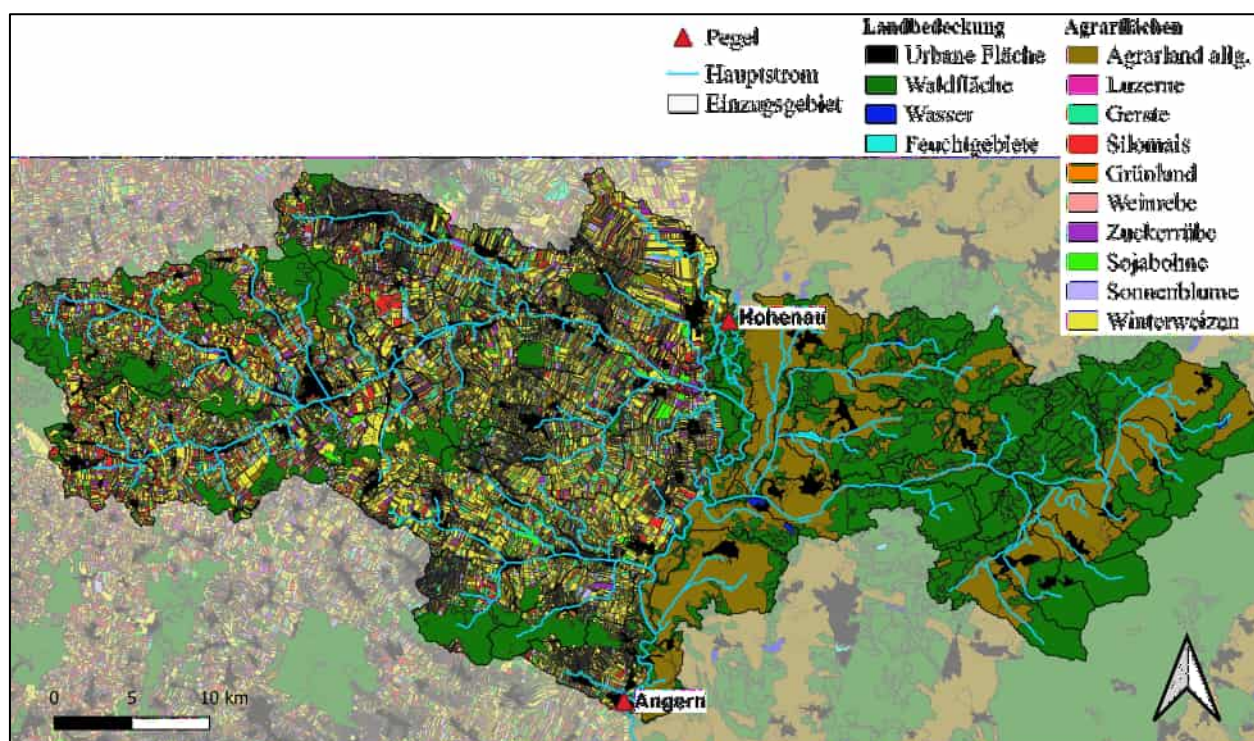 Pegel
Hauptstrom
Einzugsgebiet
Landbedeckung
Urbane Fläche
Waldfläche
Wasser
Feuchtgebiete
Agrarflächen
Agrarland allg.
Luzerne
Gerste
Silomais
Grünland
Weinrebe
Zuckerrübe
Sojabohne
Sonnenblume
Winterweizen
Hohenau
0 5 10 km
Angern